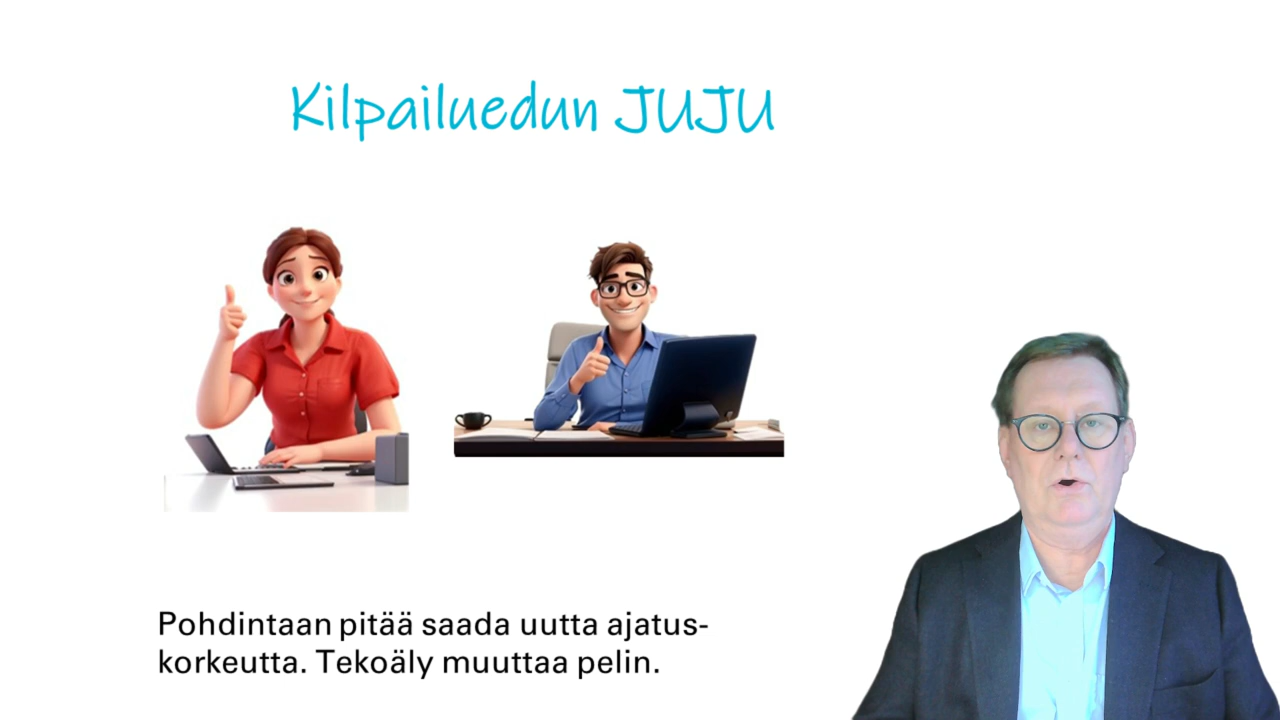 Kilpailuedun JUJU
Pohdintaan pitää saada uutta ajatus-
korkeutta. Tekoäly muuttaa pelin.